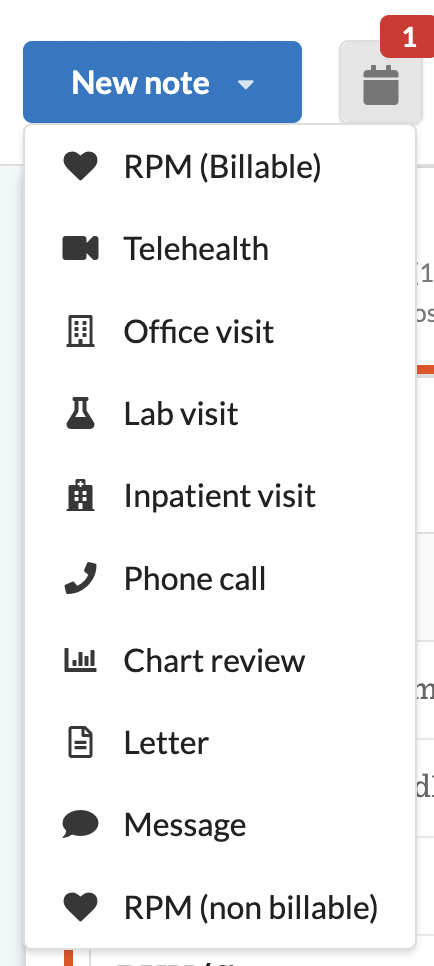 1
New note
RPM (Billable)
Telehealth
Office visit
Lab visit
Inpatient visit
Phone call
Chart review
Letter
Message
RPM (non billable)